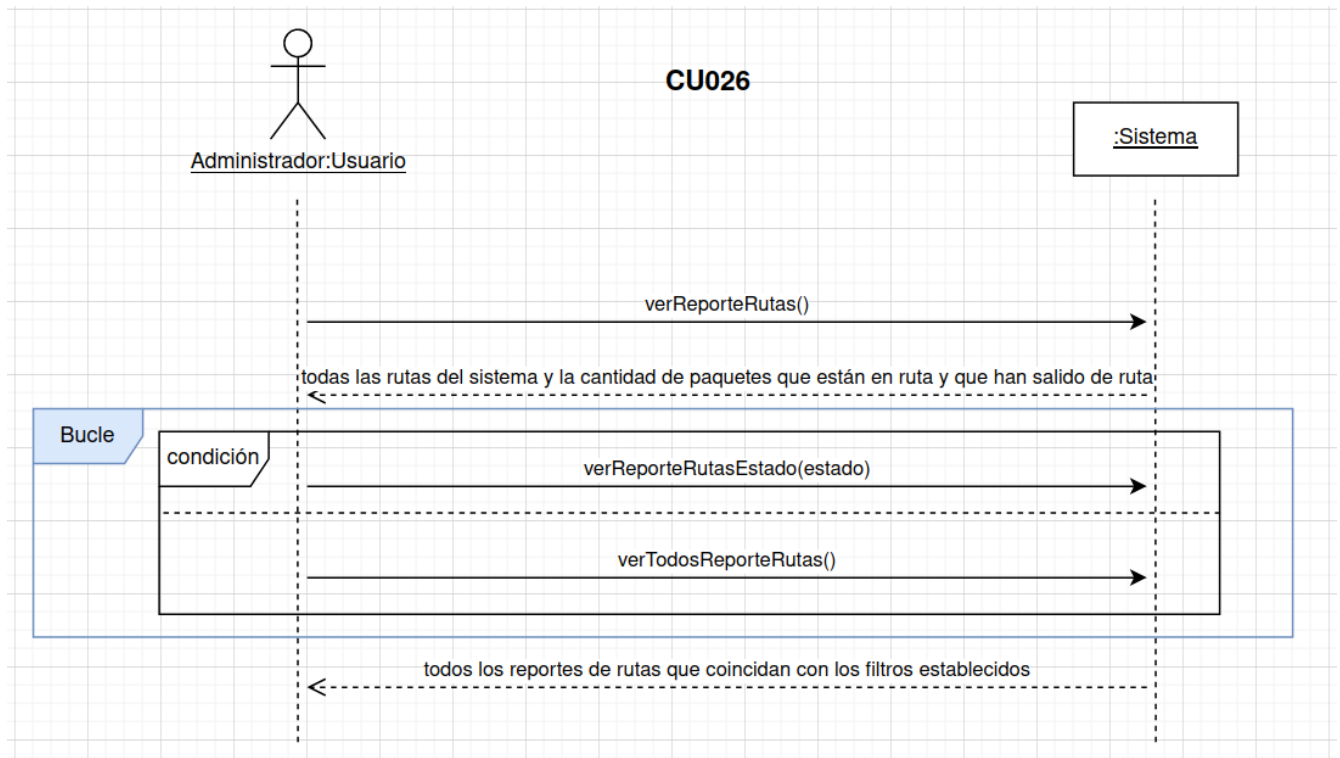 CU026
Administrador:Usuario
:Sistema
verReporteRutas()
todas las rutas del sistema y la cantidad de paquetes que están en ruta y que han salido de ruta
Bucle
condición
verReporteRutasEstado(estado)
verTodosReporteRutas()
todos los reportes de rutas que coincidan con los filtros establecidos